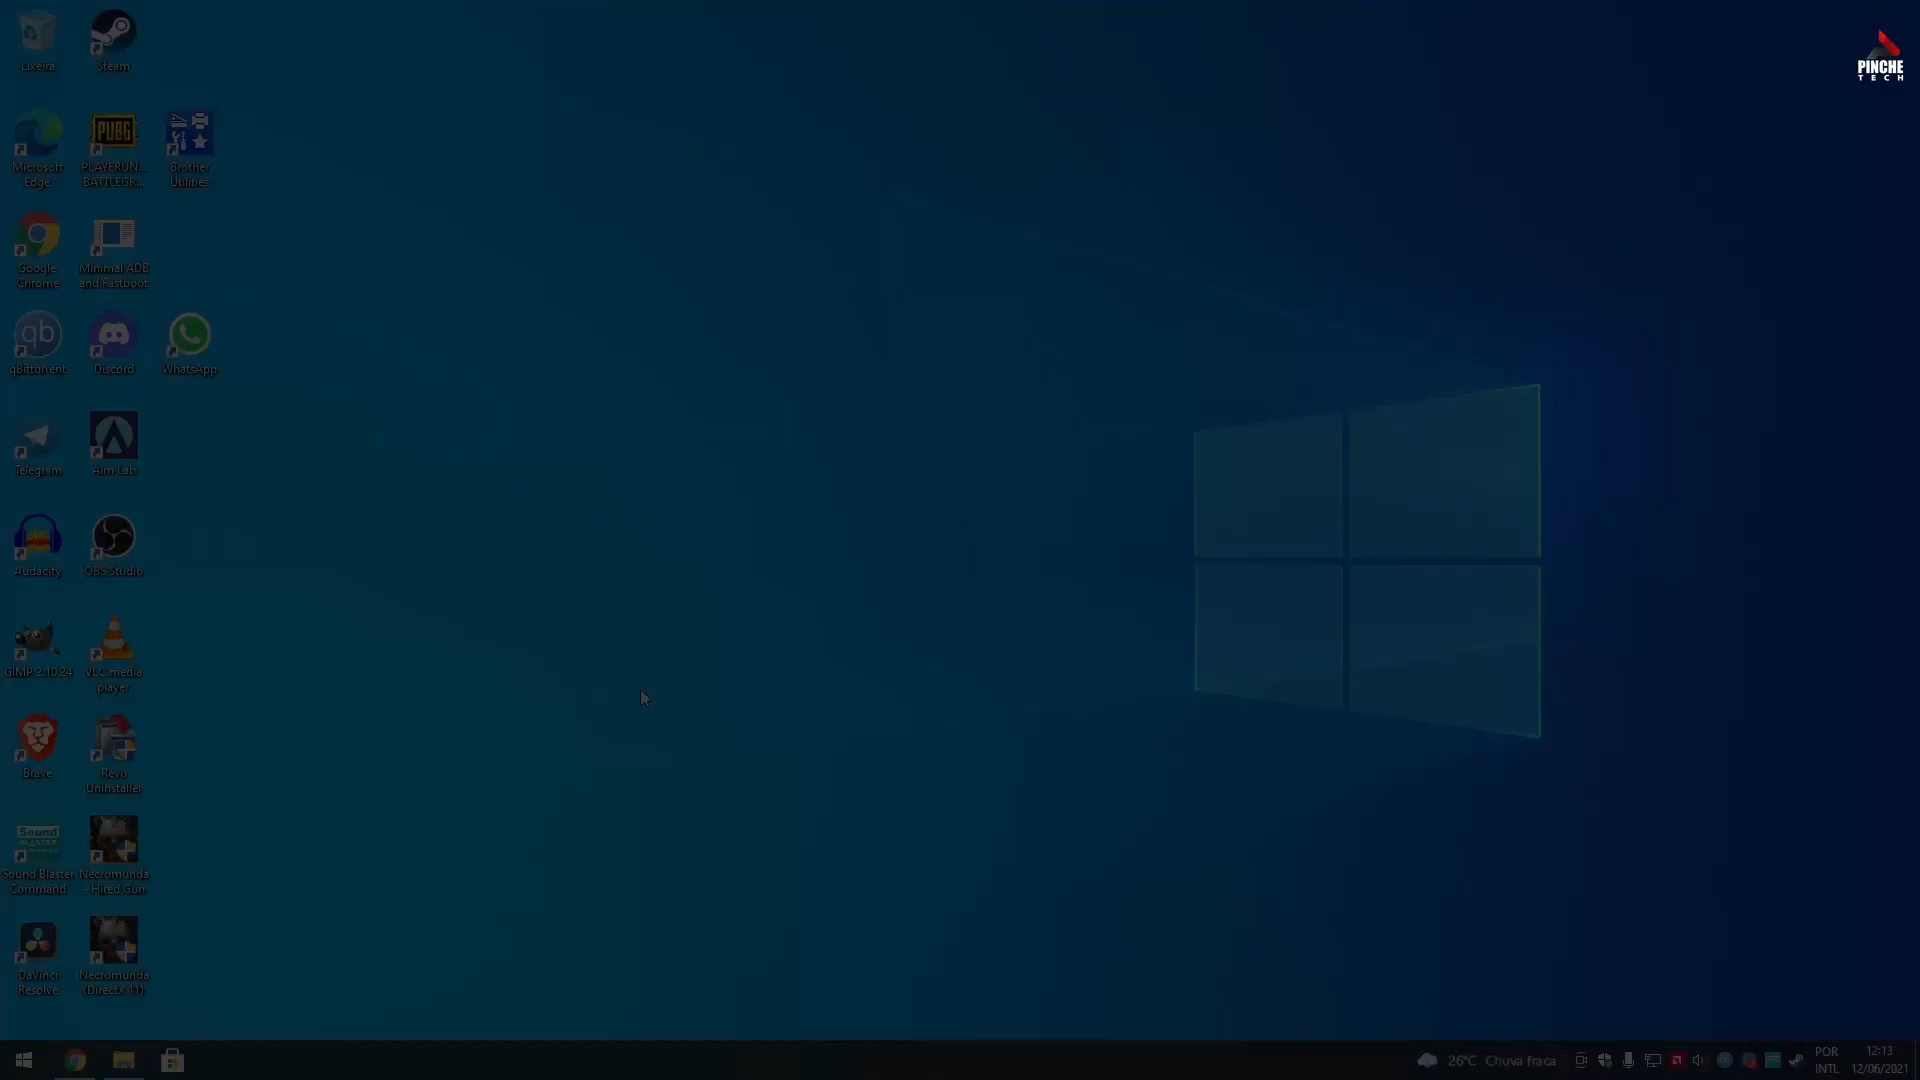 Lixeira
Steam
PINCHE
TECH
Microsoft
Edge
PUBG
PLAYERUN...
BATTLEGR...
Brother
Utilities
Google
Chrome
Minimal ADB
and Fastboot
qb
qBittorrent
Discord
WhatsApp
Telegram
Aim Lab
Audacity
OBS Studio
GIMP 2.10.24
VLC media
player
Brave
Revo
Uninstaller
Sound
BLASTER
Sound Blaster
Command
Necromunda
- Hired Gun
DaVinci
Resolve
Necromunda
(DirectX 11)
26°C Chuva fraca
POR
INTL
12:13
12/06/2021